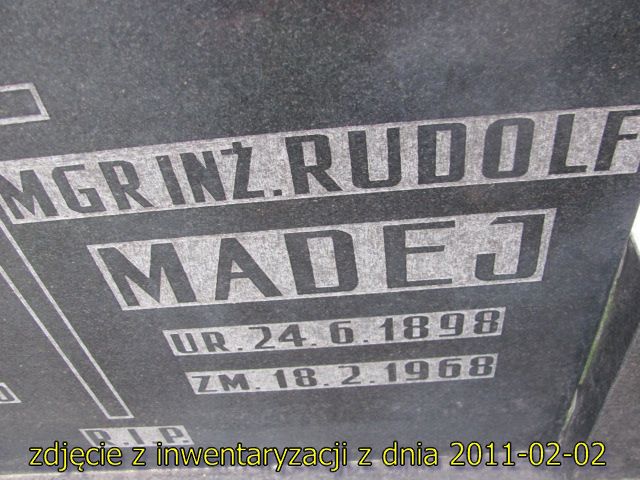 MGR INŻ. RUDOLF
MADEJ
UR. 24. 6. 1898
ZM. 18. 2. 1968
R.I.P.
zdjęcie z inwentaryzacji z dnia 2011-02-02